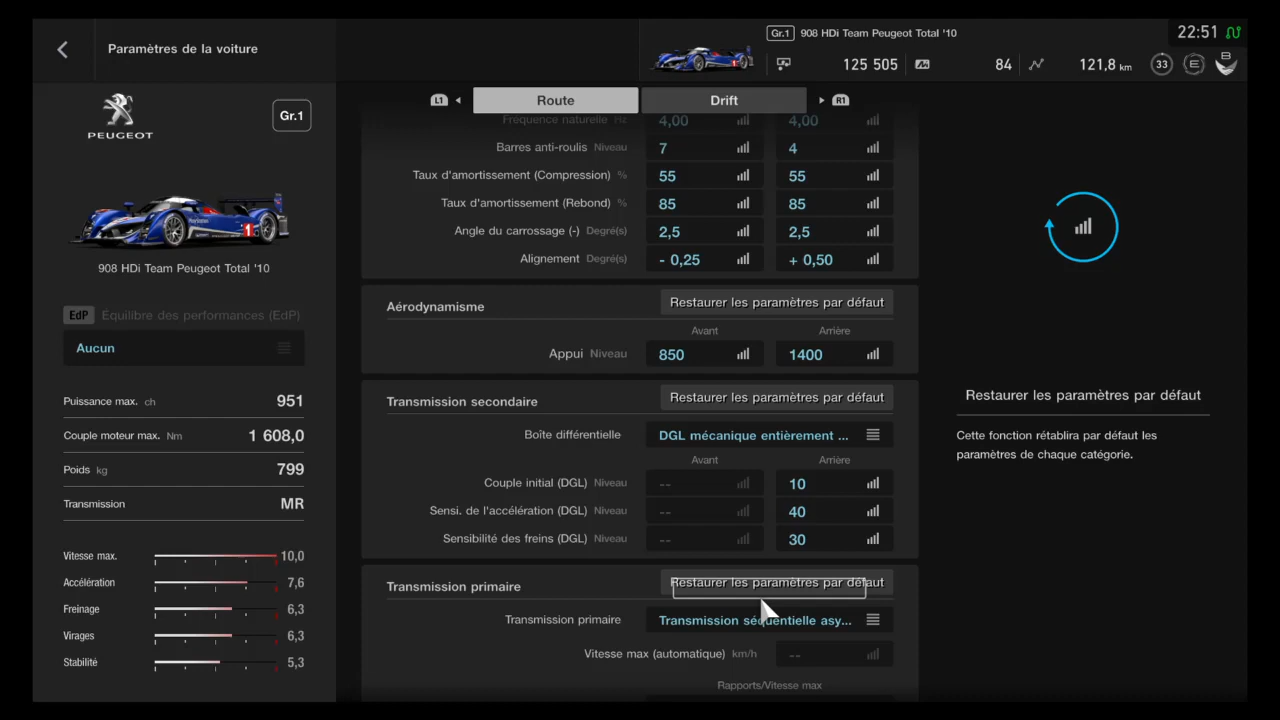 Paramètres de la voiture
Gr.1 908 HDi Team Peugeot Total '10
22:51
125 505 84 121,8 km 33 E B
PEUGEOT
Gr.1
908 HDi Team Peugeot Total '10
EdP Équilibre des performances (EdP)
Aucun
Puissance max. ch 951
Couple moteur max. Nm 1 608,0
Poids kg 799
Transmission MR
Vitesse max. 10,0
Accélération 7,6
Freinage 6,3
Virages 6,3
Stabilité 5,3
L1 Route Drift R1
Fréquence naturelle Hz 4,00 4,00
Barres anti-roulis Niveau 7 4
Taux d'amortissement (Compression) % 55 55
Taux d'amortissement (Rebond) % 85 85
Angle du carrossage (-) Degré(s) 2,5 2,5
Alignement Degré(s) - 0,25 + 0,50
Aérodynamisme Restaurer les paramètres par défaut
Avant Arrière
Appui Niveau 850 1400
Transmission secondaire Restaurer les paramètres par défaut
Boîte différentielle DGL mécanique entièrement ...
Avant Arrière
Couple initial (DGL) Niveau -- 10
Sensi. de l'accélération (DGL) Niveau -- 40
Sensibilité des freins (DGL) Niveau -- 30
Transmission primaire Restaurer les paramètres par défaut
Transmission primaire Transmission séquentielle asy...
Vitesse max (automatique) km/h --
Rapports/Vitesse max
Restaurer les paramètres par défaut
Cette fonction rétablira par défaut les
paramètres de chaque catégorie.